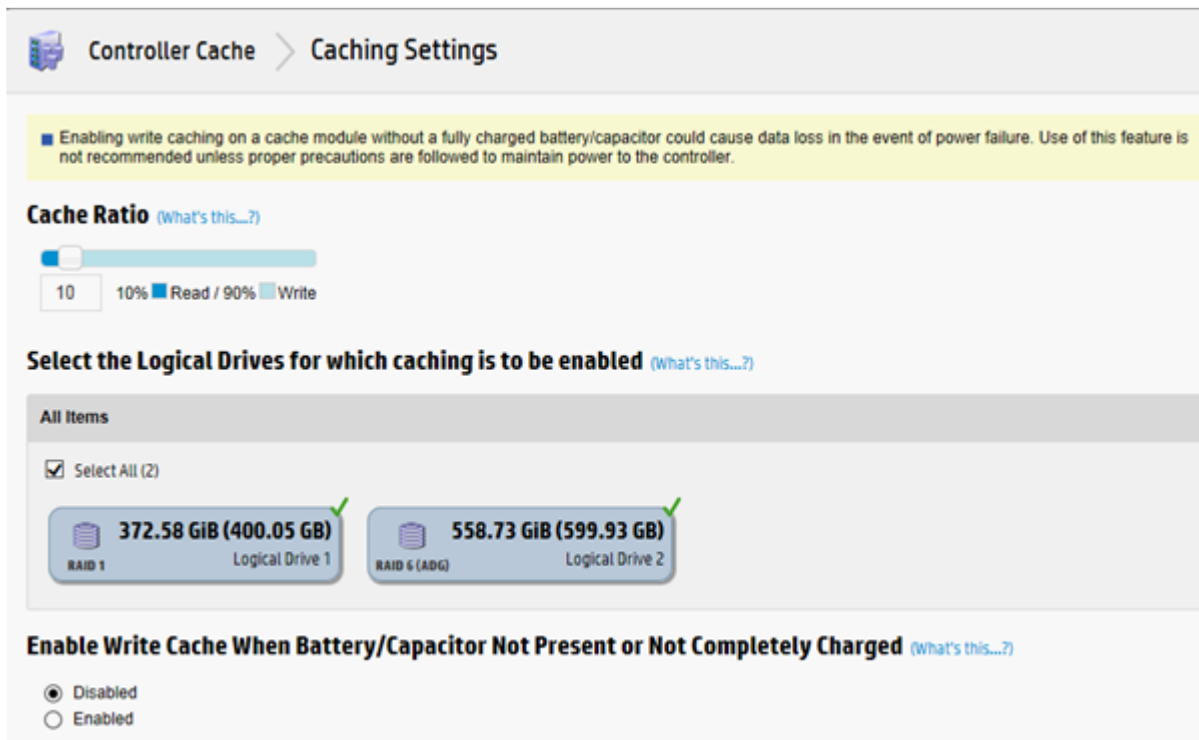 Controller Cache Caching Settings
Enabling write caching on a cache module without a fully charged battery/capacitor could cause data loss in the event of power failure. Use of this feature is
not recommended unless proper precautions are followed to maintain power to the controller.
Cache Ratio (What's this...?)
10 10% Read / 90% Write
Select the Logical Drives for which caching is to be enabled (What's this...?)
All Items
Select All (2)
372.58 GiB (400.05 GB)
RAID 1 Logical Drive 1
558.73 GiB (599.93 GB)
RAID 6 (ADG) Logical Drive 2
Enable Write Cache When Battery/Capacitor Not Present or Not Completely Charged (What's this...?)
Disabled
Enabled